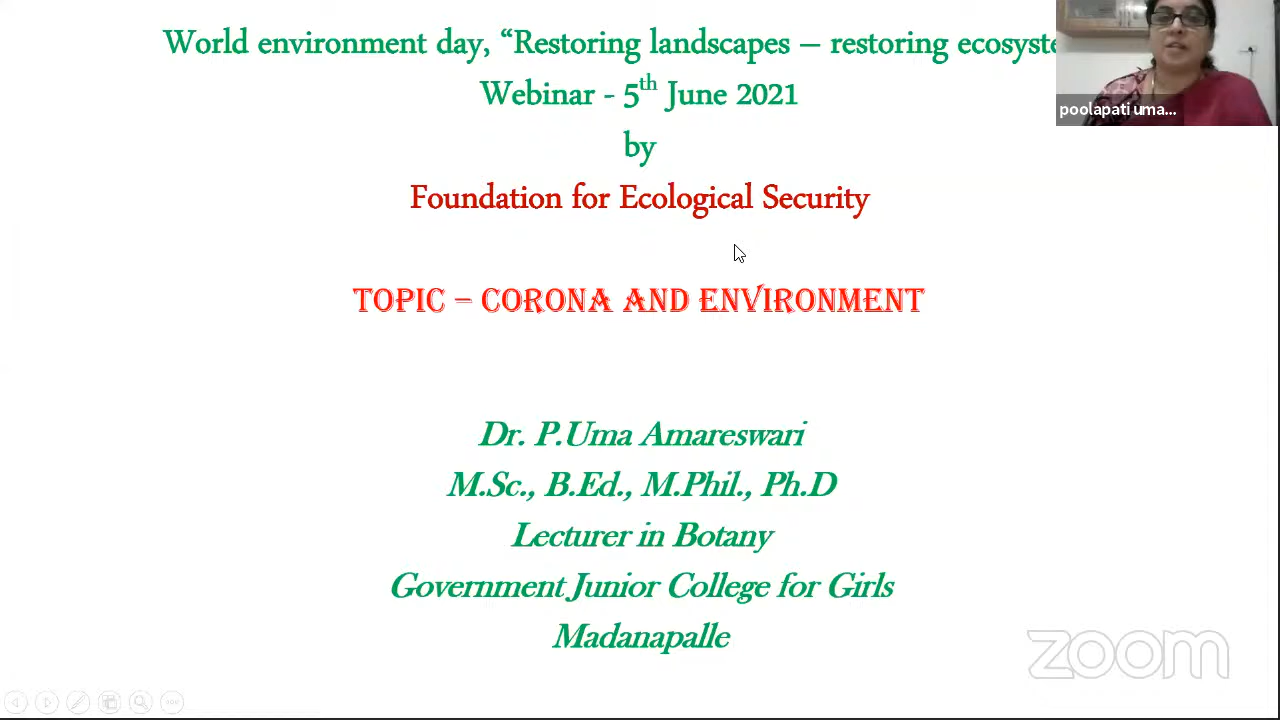 World environment day, “Restoring landscapes – restoring
Webinar - 5th June 2021
by
Foundation for Ecological Security
TOPIC – CORONA AND ENVIRONMENT
Dr. P.Uma Amareswari
M.Sc., B.Ed., M.Phil., Ph.D
Lecturer in Botany
Government Junior College for Girls
Madanapalle
poolapati uma...
zoom